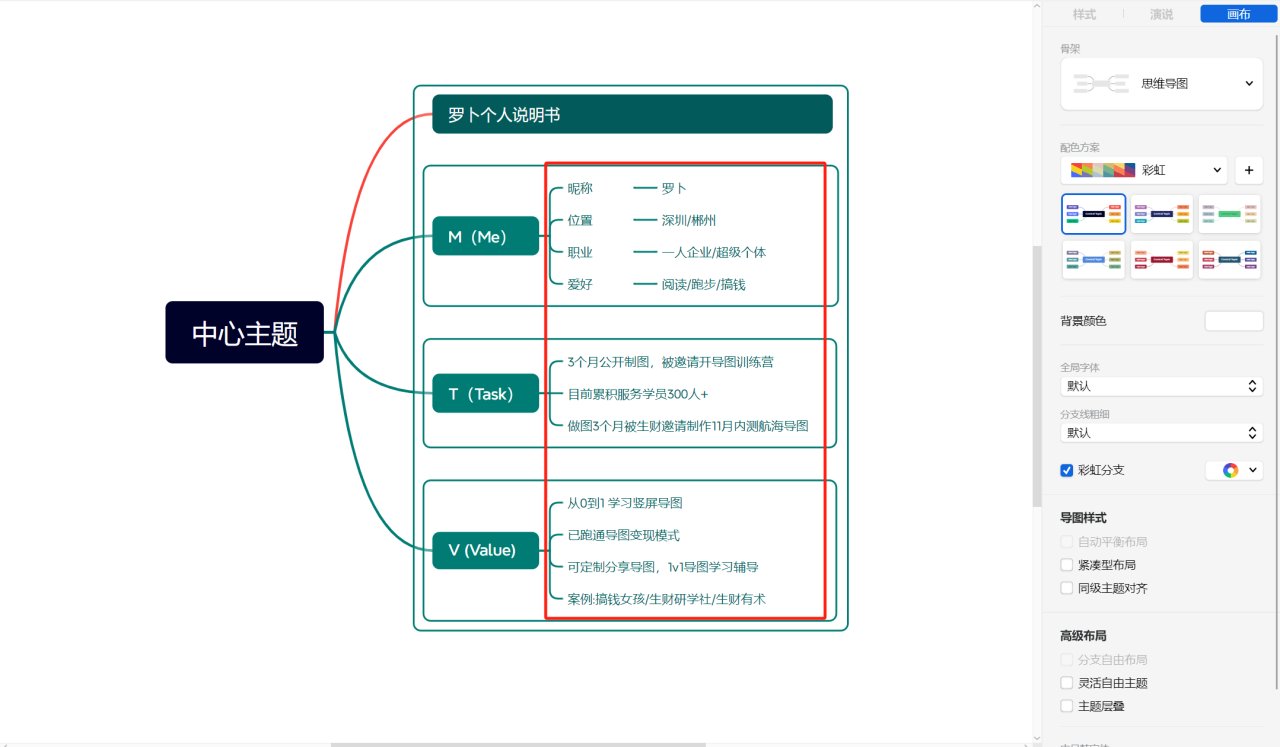 样式
演说
画布
骨架
思维导图
配色方案
彩虹
背景颜色
全局字体
默认
分支线粗细
默认
彩虹分支
导图样式
自动平衡布局
紧凑型布局
同级主题对齐
高级布局
分支自由布局
灵活自由主题
主题层叠
中心主题
罗卜个人说明书
M（Me）
昵称 罗卜
位置 深圳/郴州
职业 一人企业/超级个体
爱好 阅读/跑步/搞钱
T（Task）
3个月公开制图，被邀请开导图训练营
目前累积服务学员300人+
做图3个月被生财邀请制作11月内测航海导图
V (Value)
从0到1 学习竖屏导图
已跑通导图变现模式
可定制分享导图，1v1导图学习辅导
案例:搞钱女孩/生财研学社/生财有术